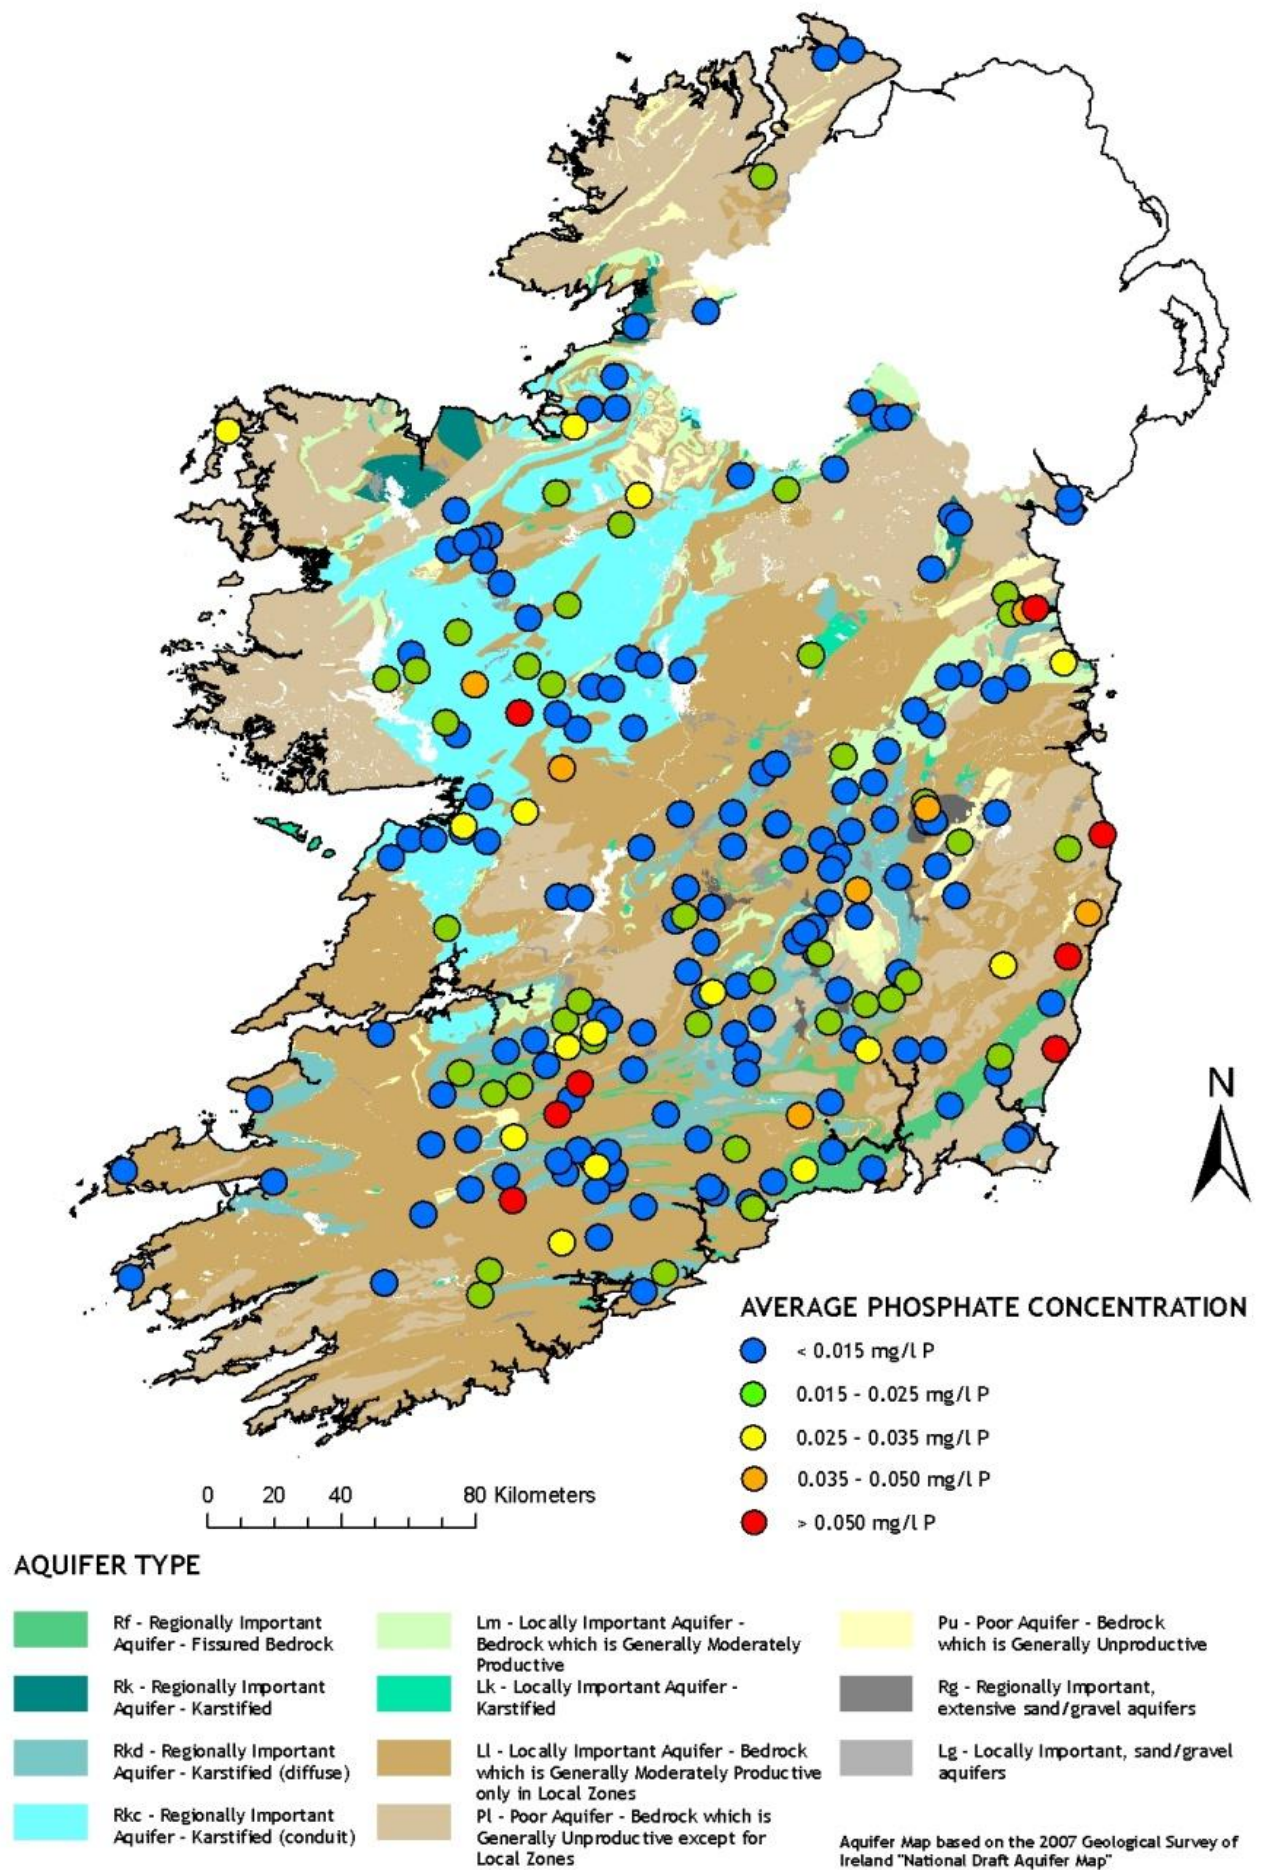 N
AVERAGE PHOSPHATE CONCENTRATION
< 0.015 mg/l P
0.015 - 0.025 mg/l P
0.025 - 0.035 mg/l P
0.035 - 0.050 mg/l P
> 0.050 mg/l P
0 20 40 80 Kilometers
AQUIFER TYPE
Rf - Regionally Important
Aquifer - Fissured Bedrock
Rk - Regionally Important
Aquifer - Karstified
Rkd - Regionally Important
Aquifer - Karstified (diffuse)
Rkc - Regionally Important
Aquifer - Karstified (conduit)
Lm - Locally Important Aquifer -
Bedrock which is Generally Moderately
Productive
Lk - Locally Important Aquifer -
Karstified
Ll - Locally Important Aquifer - Bedrock
which is Generally Moderately Productive
only in Local Zones
Pl - Poor Aquifer - Bedrock which is
Generally Unproductive except for
Local Zones
Pu - Poor Aquifer - Bedrock
which is Generally Unproductive
Rg - Regionally Important,
extensive sand/gravel aquifers
Lg - Locally Important, sand/gravel
aquifers
Aquifer Map based on the 2007 Geological Survey of
Ireland "National Draft Aquifer Map"